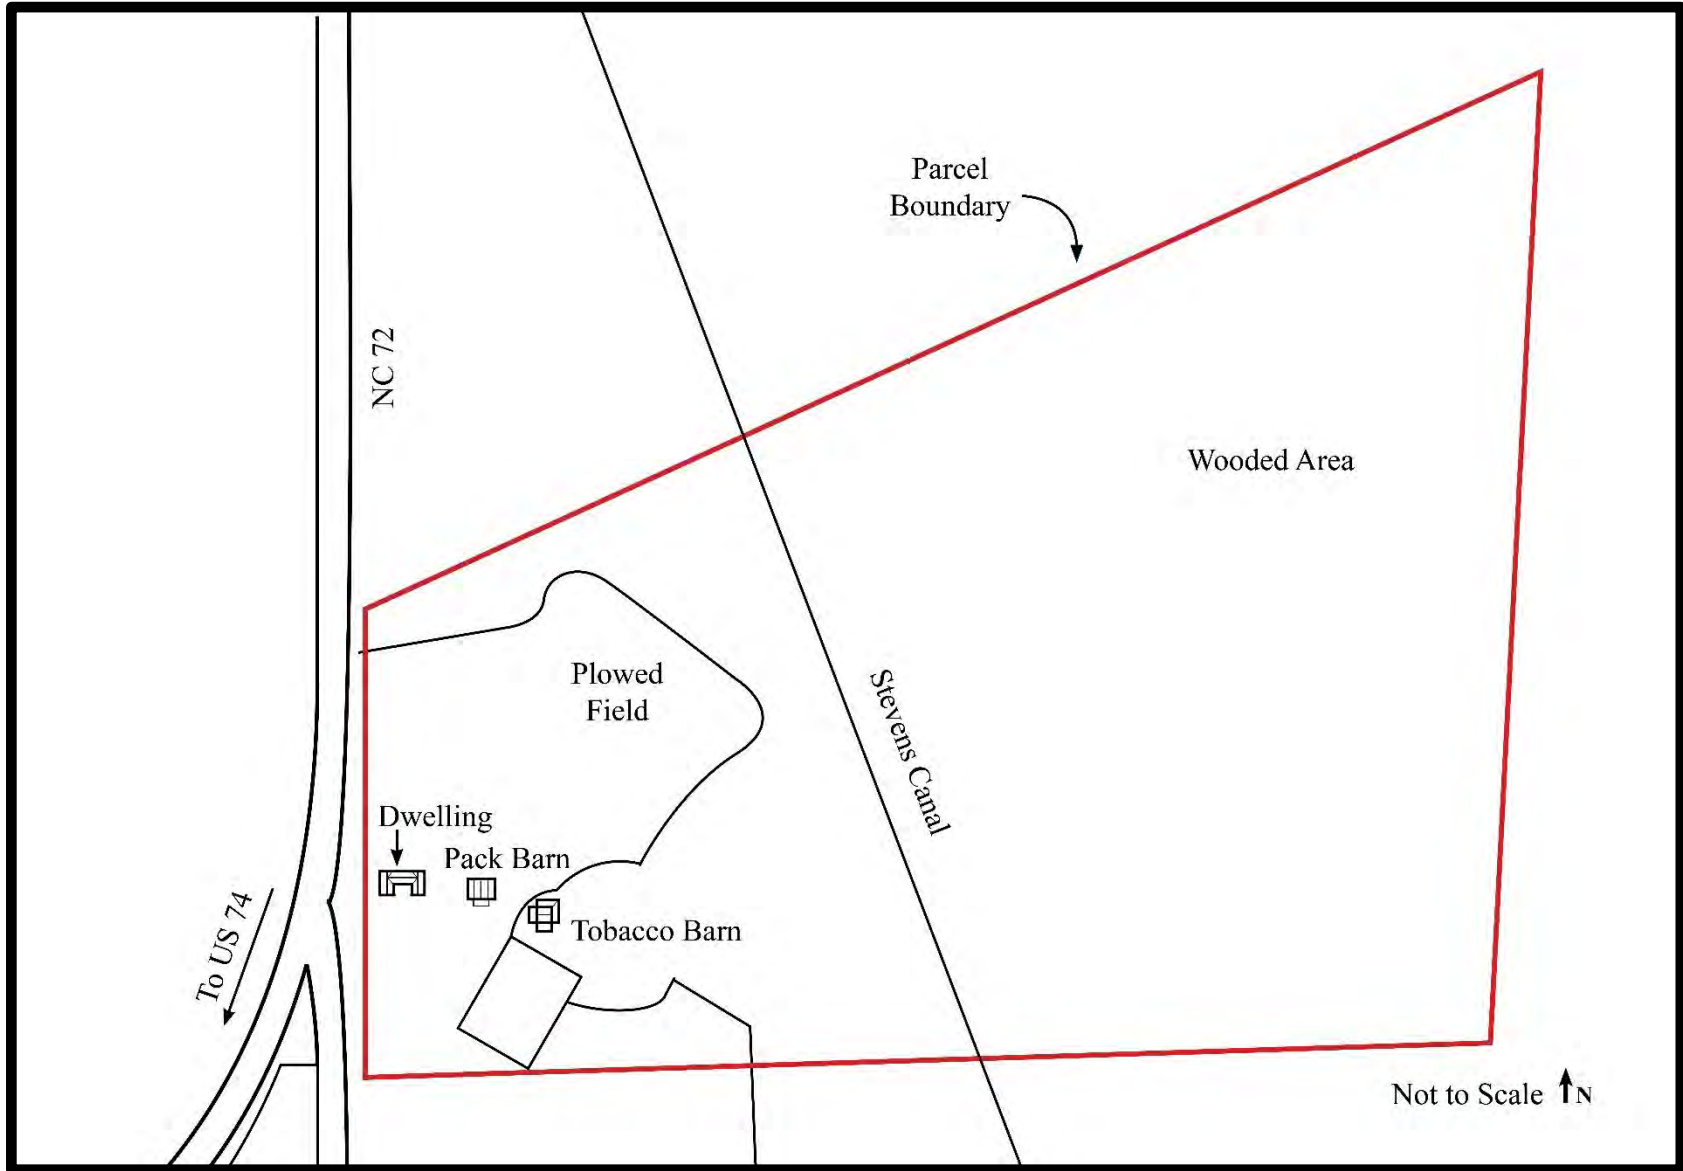 Parcel
Boundary
NC 72
Wooded Area
Plowed
Field
Stevens Canal
Dwelling
Pack Barn
Tobacco Barn
To US 74
Not to Scale N